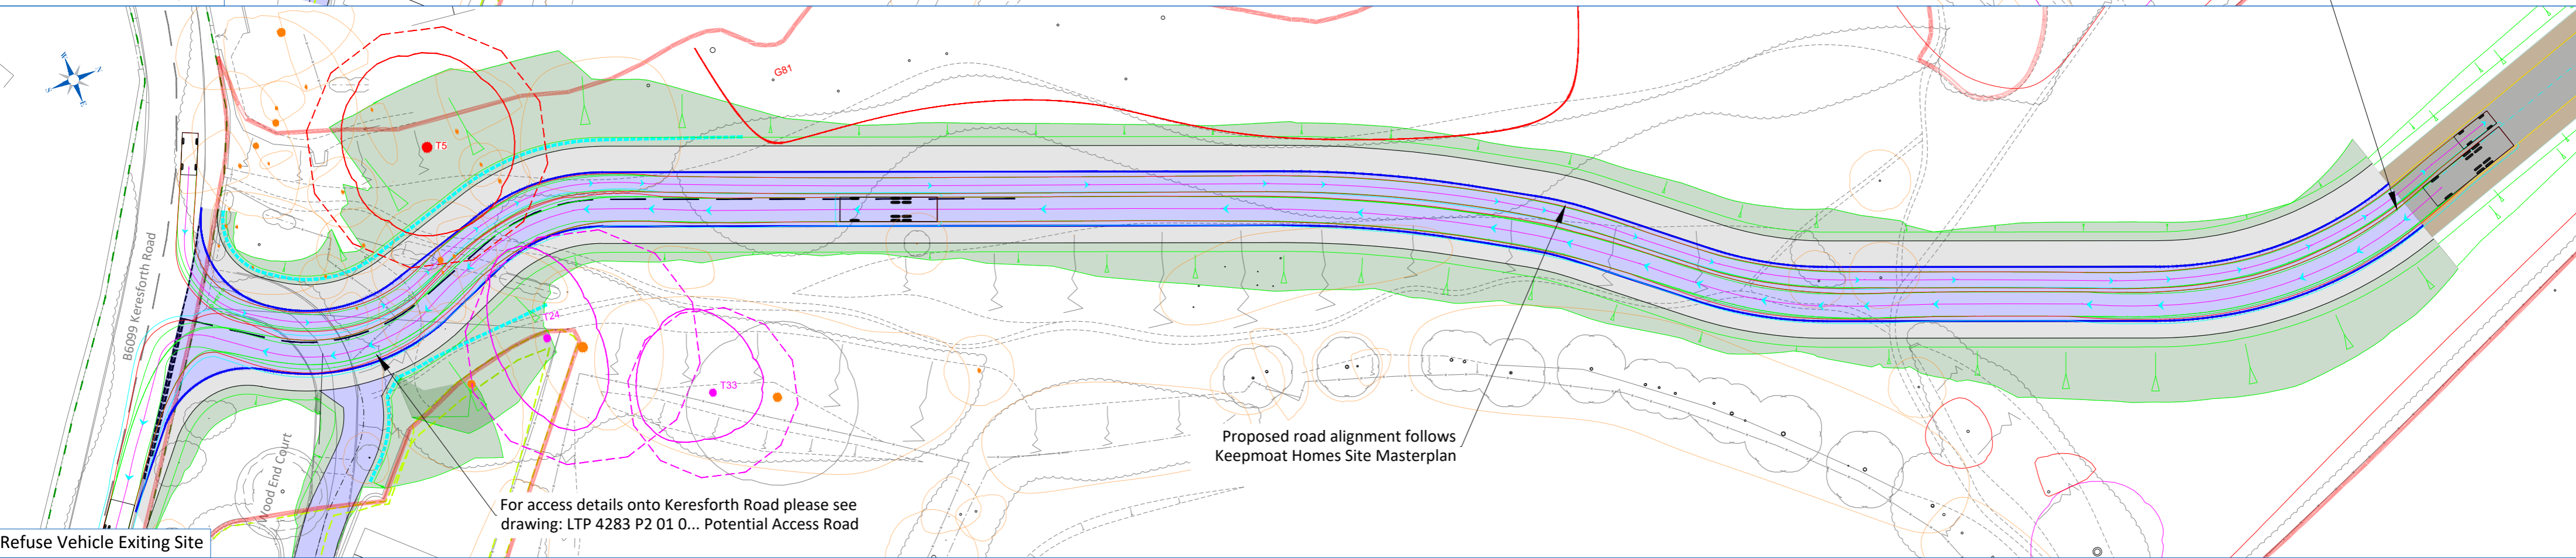 G81
T5
B6099 Keresforth Road
T24
T33
Proposed road alignment follows
Keepmoat Homes Site Masterplan
Wood End Court
For access details onto Keresforth Road please see
drawing: LTP 4283 P2 01 0... Potential Access Road
Refuse Vehicle Exiting Site